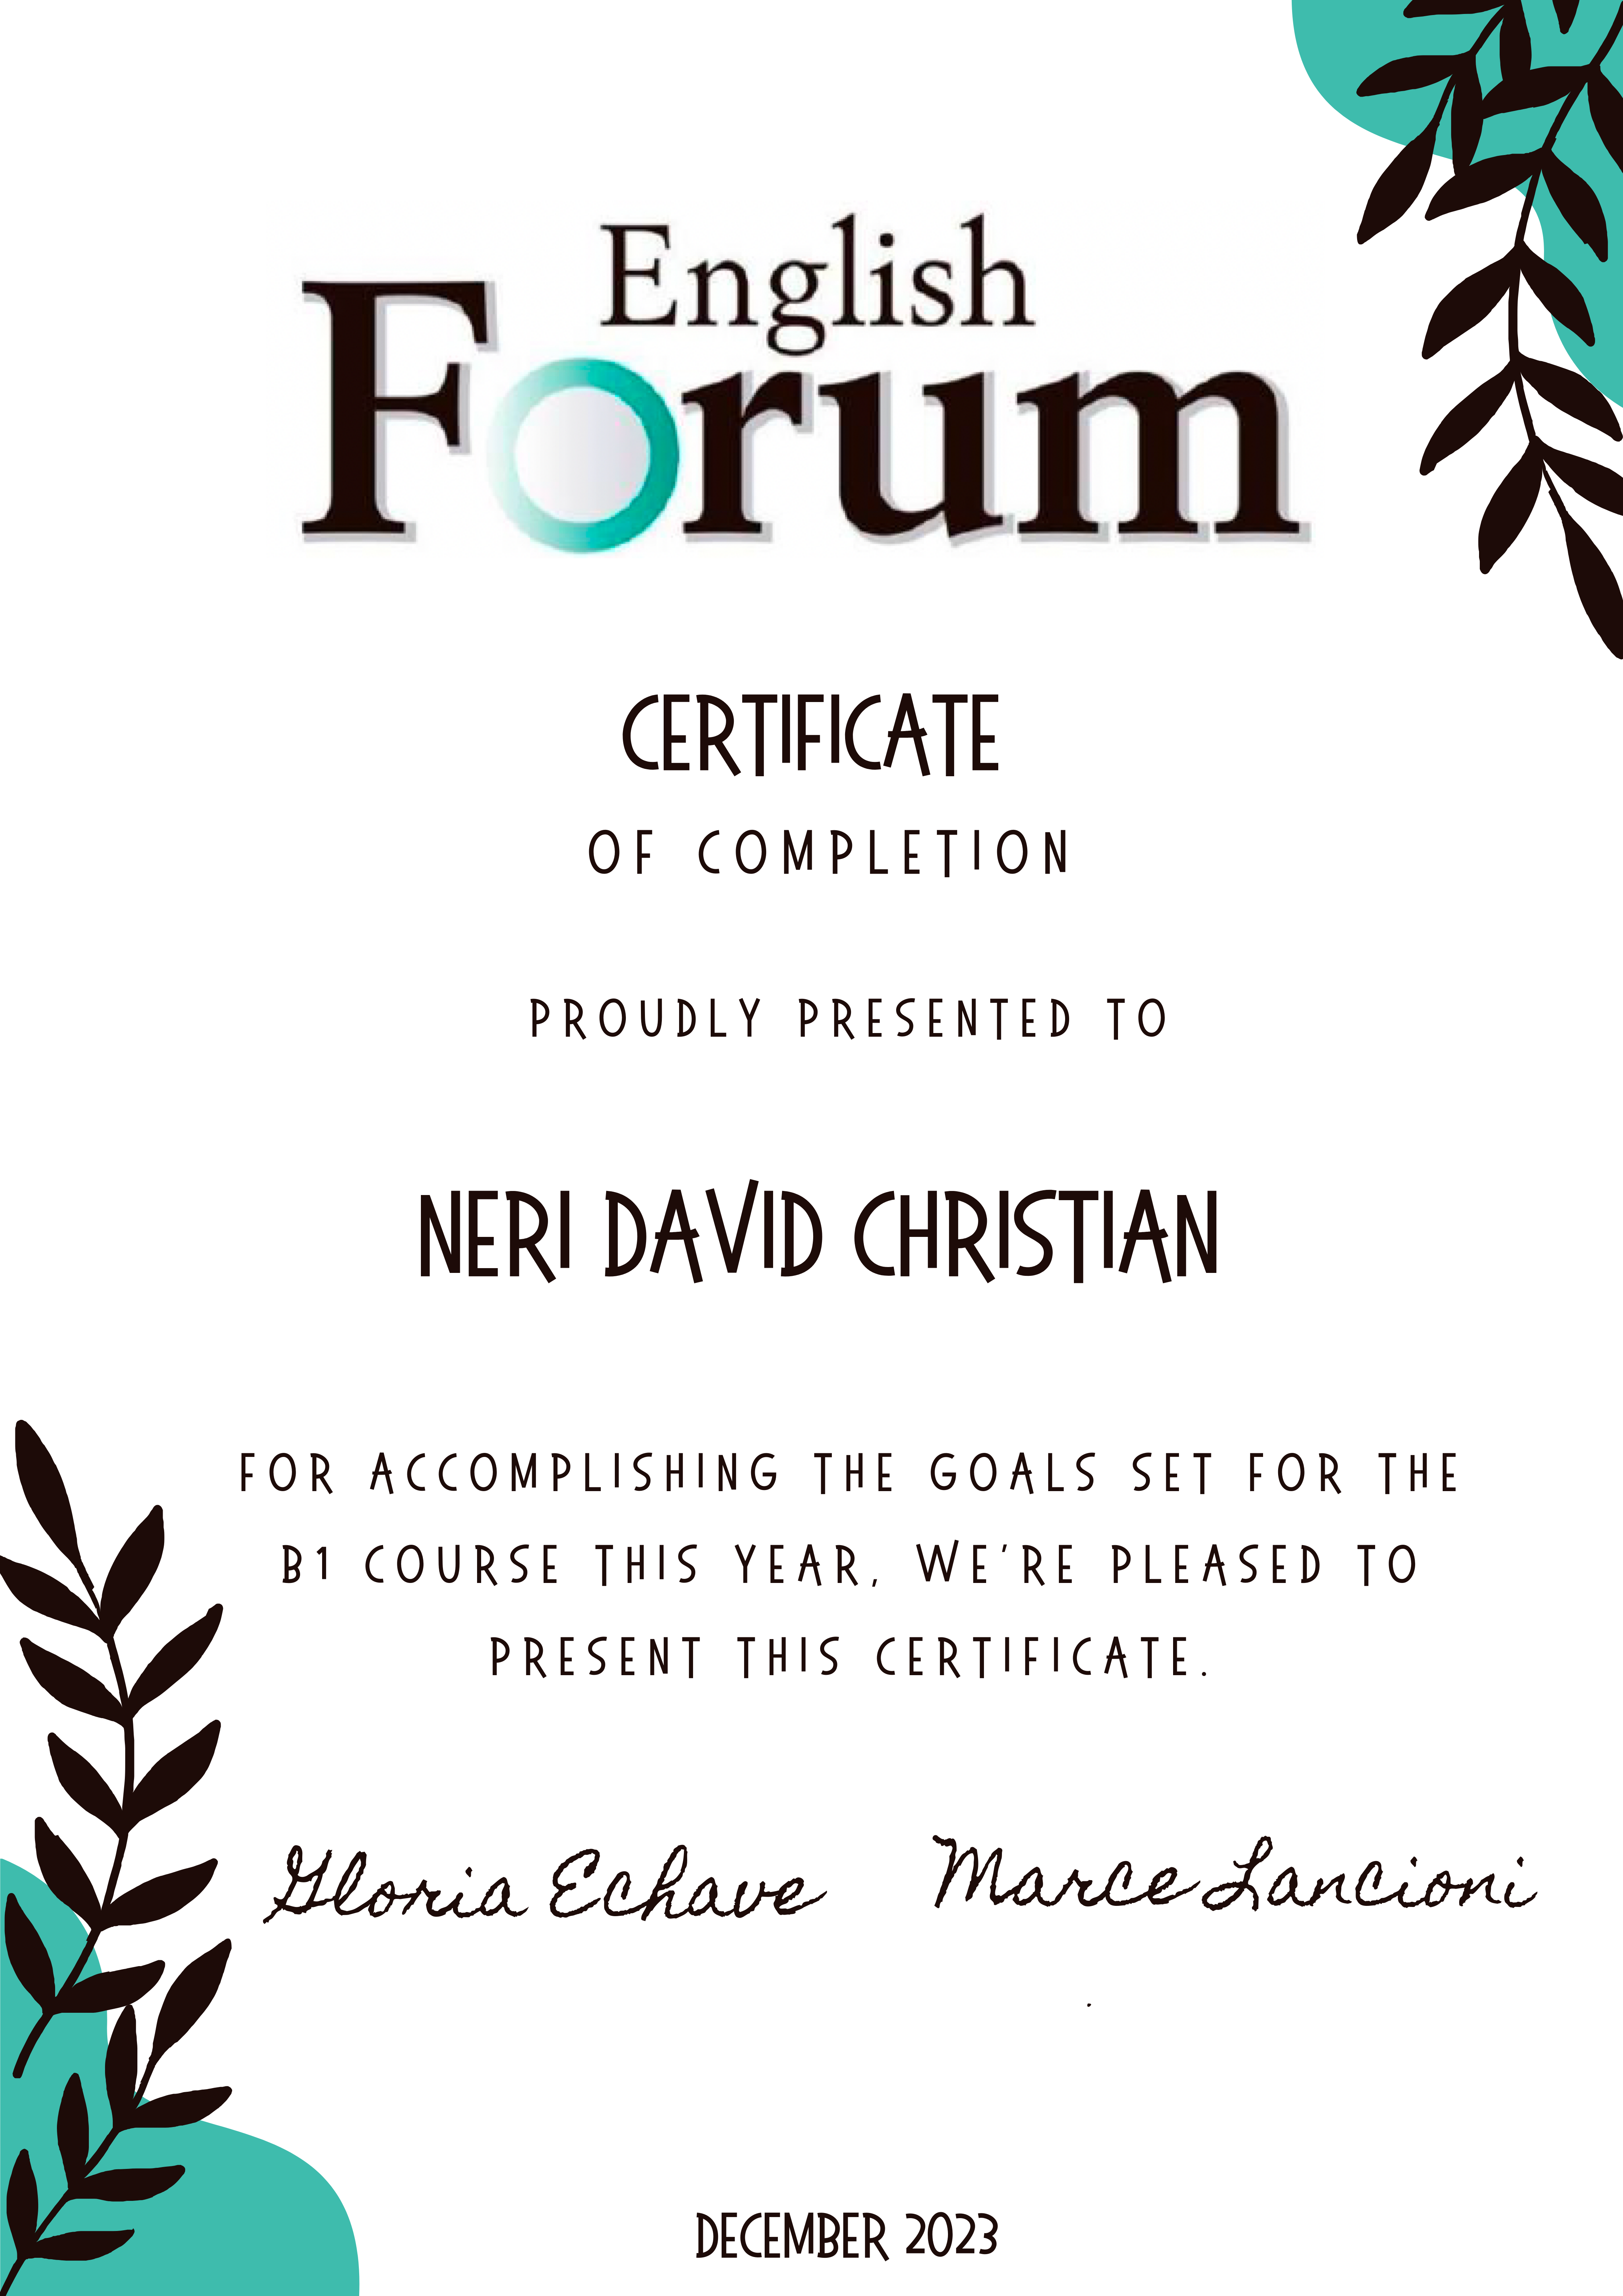 English
Forum
CERTIFICATE
OF COMPLETION
PROUDLY PRESENTED TO
NERI DAVID CHRISTIAN
FOR ACCOMPLISHING THE GOALS SET FOR THE
B1 COURSE THIS YEAR, WE'RE PLEASED TO
PRESENT THIS CERTIFICATE.
Gloria Echave Marce Lancioni
.
DECEMBER 2023